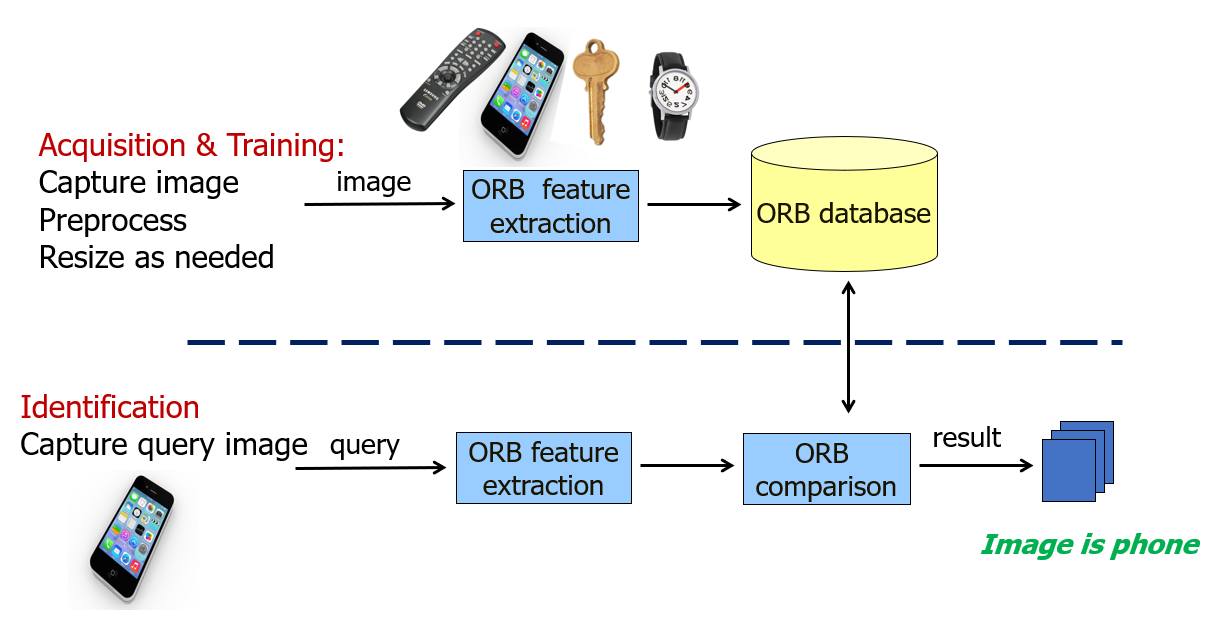 Acquisition & Training:
Capture image
Preprocess
Resize as needed
image
ORB feature
extraction
ORB database
Identification
Capture query image
query
ORB feature
extraction
ORB
comparison
result
Image is phone